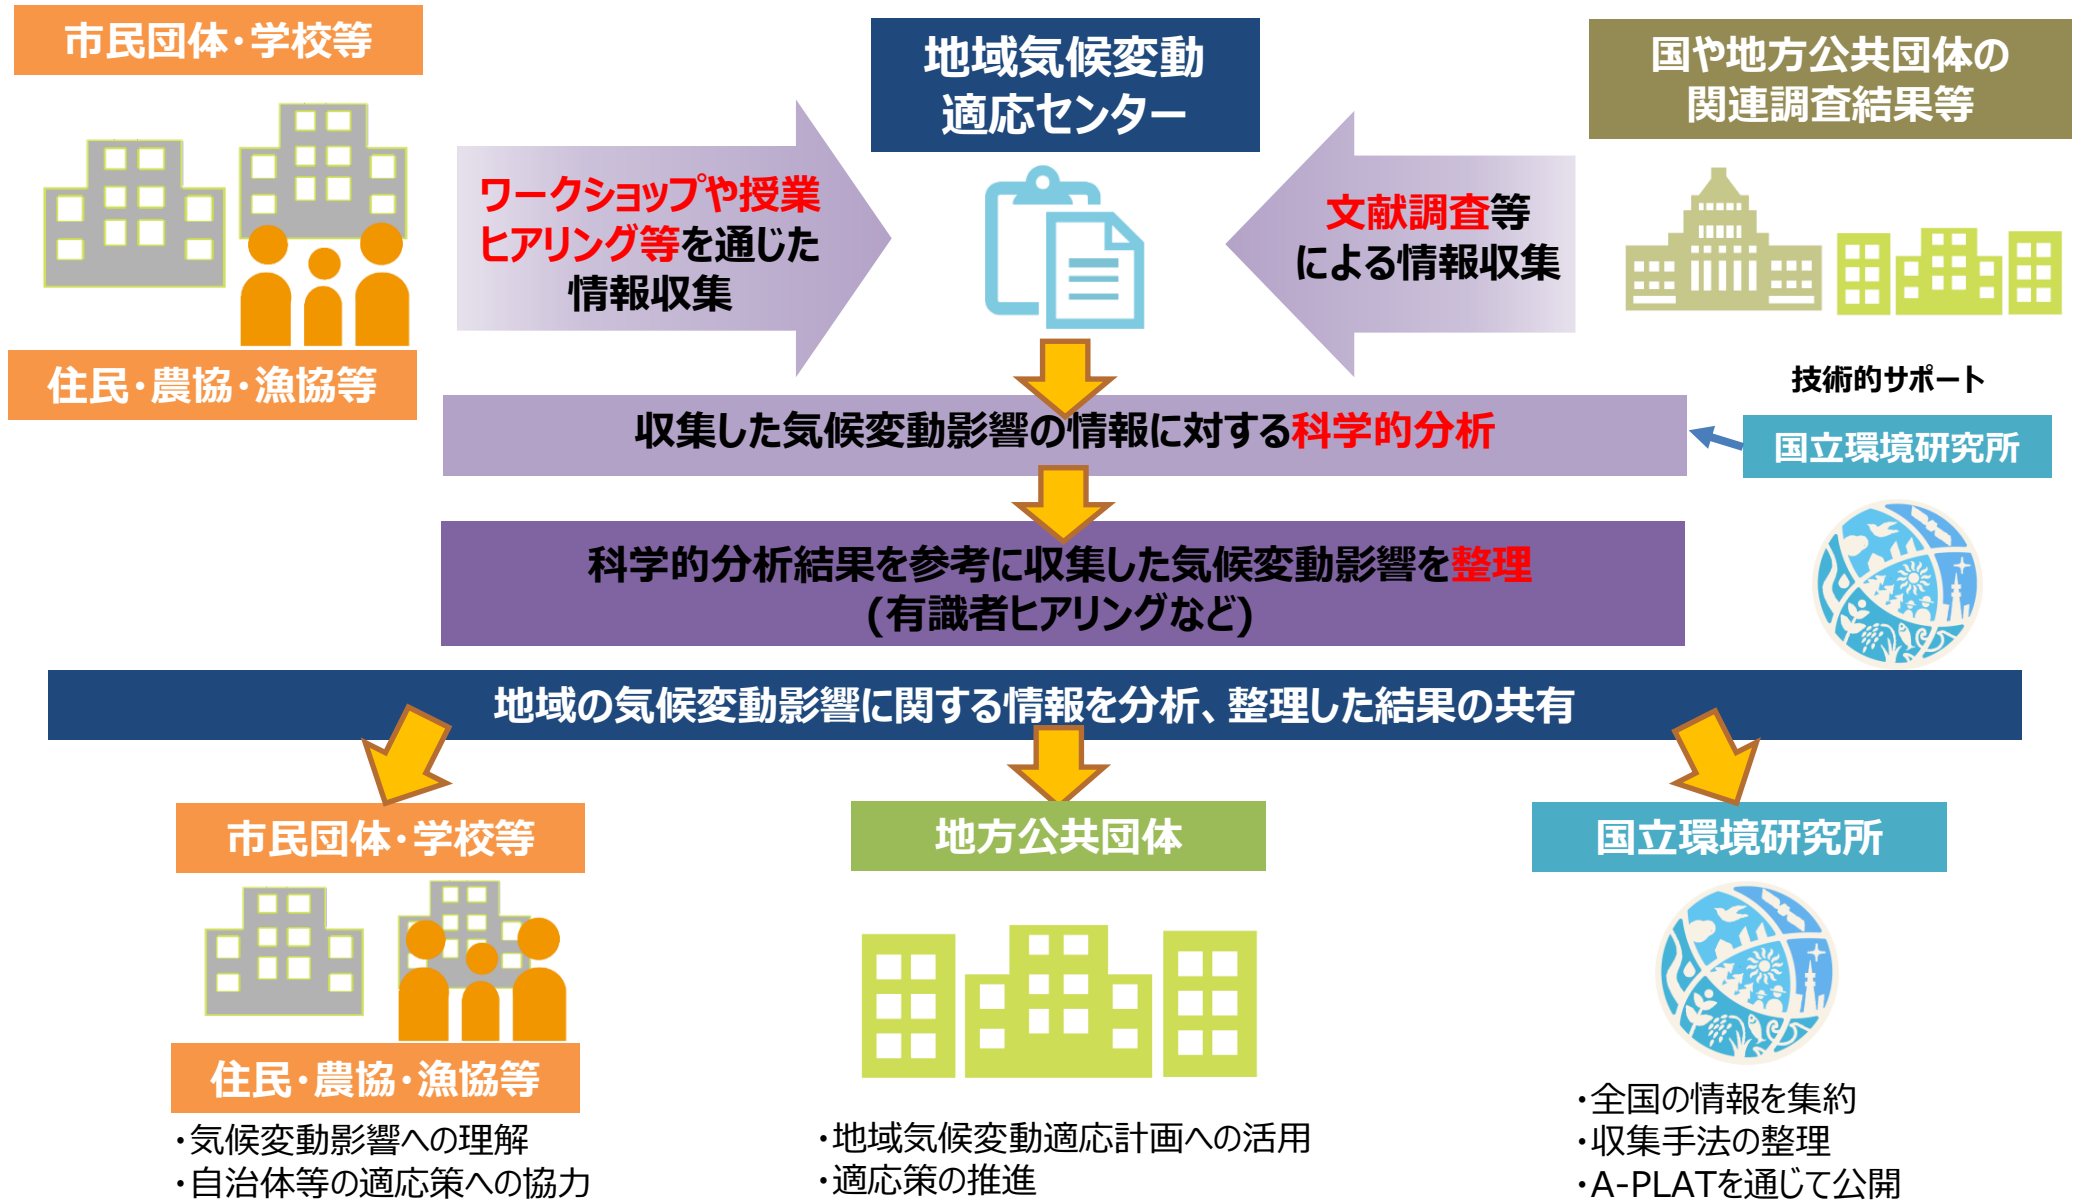 市民団体・学校等
住民・農協・漁協等
ワークショップや授業
ヒアリング等を通じた
情報収集
地域気候変動
適応センター
文献調査等
による情報収集
国や地方公共団体の
関連調査結果等
技術的サポート
国立環境研究所
収集した気候変動影響の情報に対する科学的分析
科学的分析結果を参考に収集した気候変動影響を整理
(有識者ヒアリングなど)
地域の気候変動影響に関する情報を分析、整理した結果の共有
市民団体・学校等
住民・農協・漁協等
・気候変動影響への理解
・自治体等の適応策への協力
地方公共団体
・地域気候変動適応計画への活用
・適応策の推進
国立環境研究所
・全国の情報を集約
・収集手法の整理
・A-PLATを通じて公開